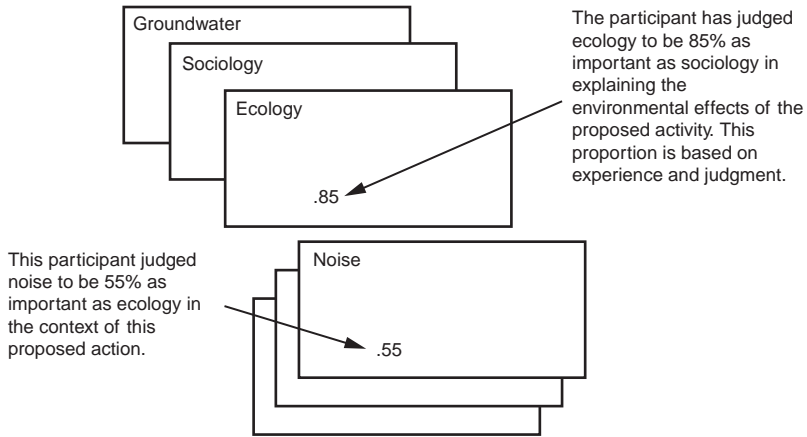 Groundwater
Sociology
Ecology
.85
The participant has judged
ecology to be 85% as
important as sociology in
explaining the
environmental effects of the
proposed activity. This
proportion is based on
experience and judgment.
This participant judged
noise to be 55% as
important as ecology in
the context of this
proposed action.
Noise
.55